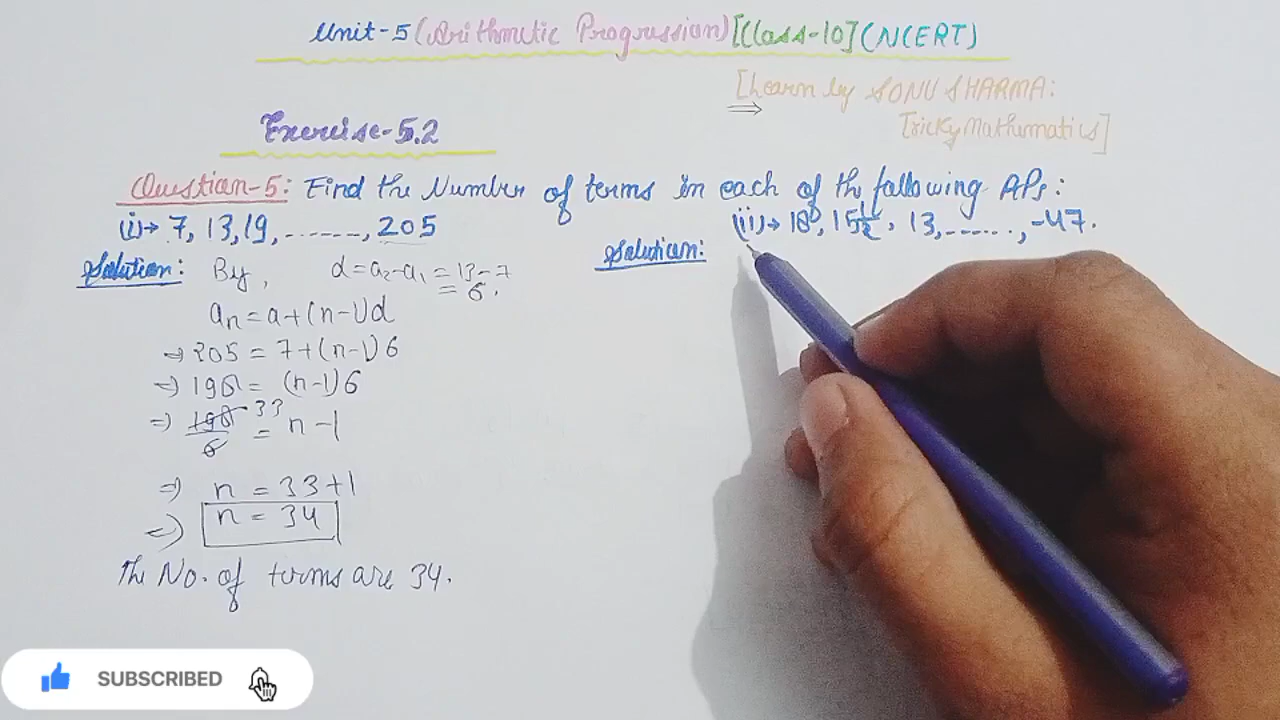 Unit-5 (Arithmetic Progression) [Class-10] (NCERT)
⇒ [Learn by SONU SHARMA:
Tricky Mathematics]
Exercise-5.2
Question-5: Find the Number of terms in each of the following APs:
(i)→ 7, 13, 19, ......., 205
Solution: By, d = a₂-a₁ = 13-7
= 6.
aₙ = a+(n-1)d
⇒ 205 = 7+(n-1)6
⇒ 198 = (n-1)6
⇒ 198/6 33 = n-1
⇒ n = 33+1
⇒ n = 34
The No. of terms are 34.
(ii)→ 18, 15½, 13, ......., -47.
Solution:
SUBSCRIBED